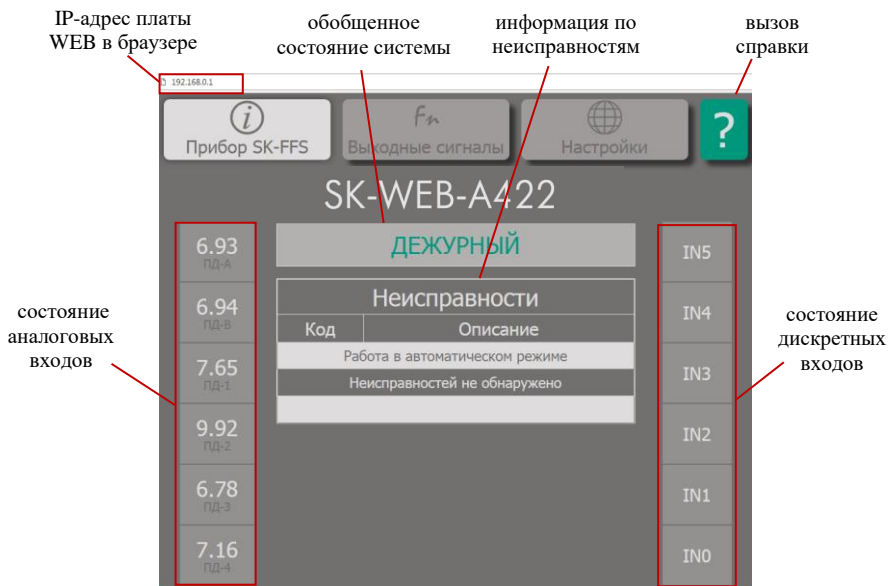 IP-адрес платы
WEB в браузере
обобщенное
состояние системы
информация по
неисправностям
вызов
справки
192.168.0.1
i
Прибор SK-FFS
Fn
Выходные сигналы
Настройки
?
SK-WEB-A422
состояние
аналоговых
входов
6.93
ПД-А
6.94
ПД-В
7.65
ПД-1
9.92
ПД-2
6.78
ПД-3
7.16
ПД-4
ДЕЖУРНЫЙ
Неисправности
Код Описание
Работа в автоматическом режиме
Неисправностей не обнаружено
IN5
IN4
IN3
IN2
IN1
IN0
состояние
дискретных
входов